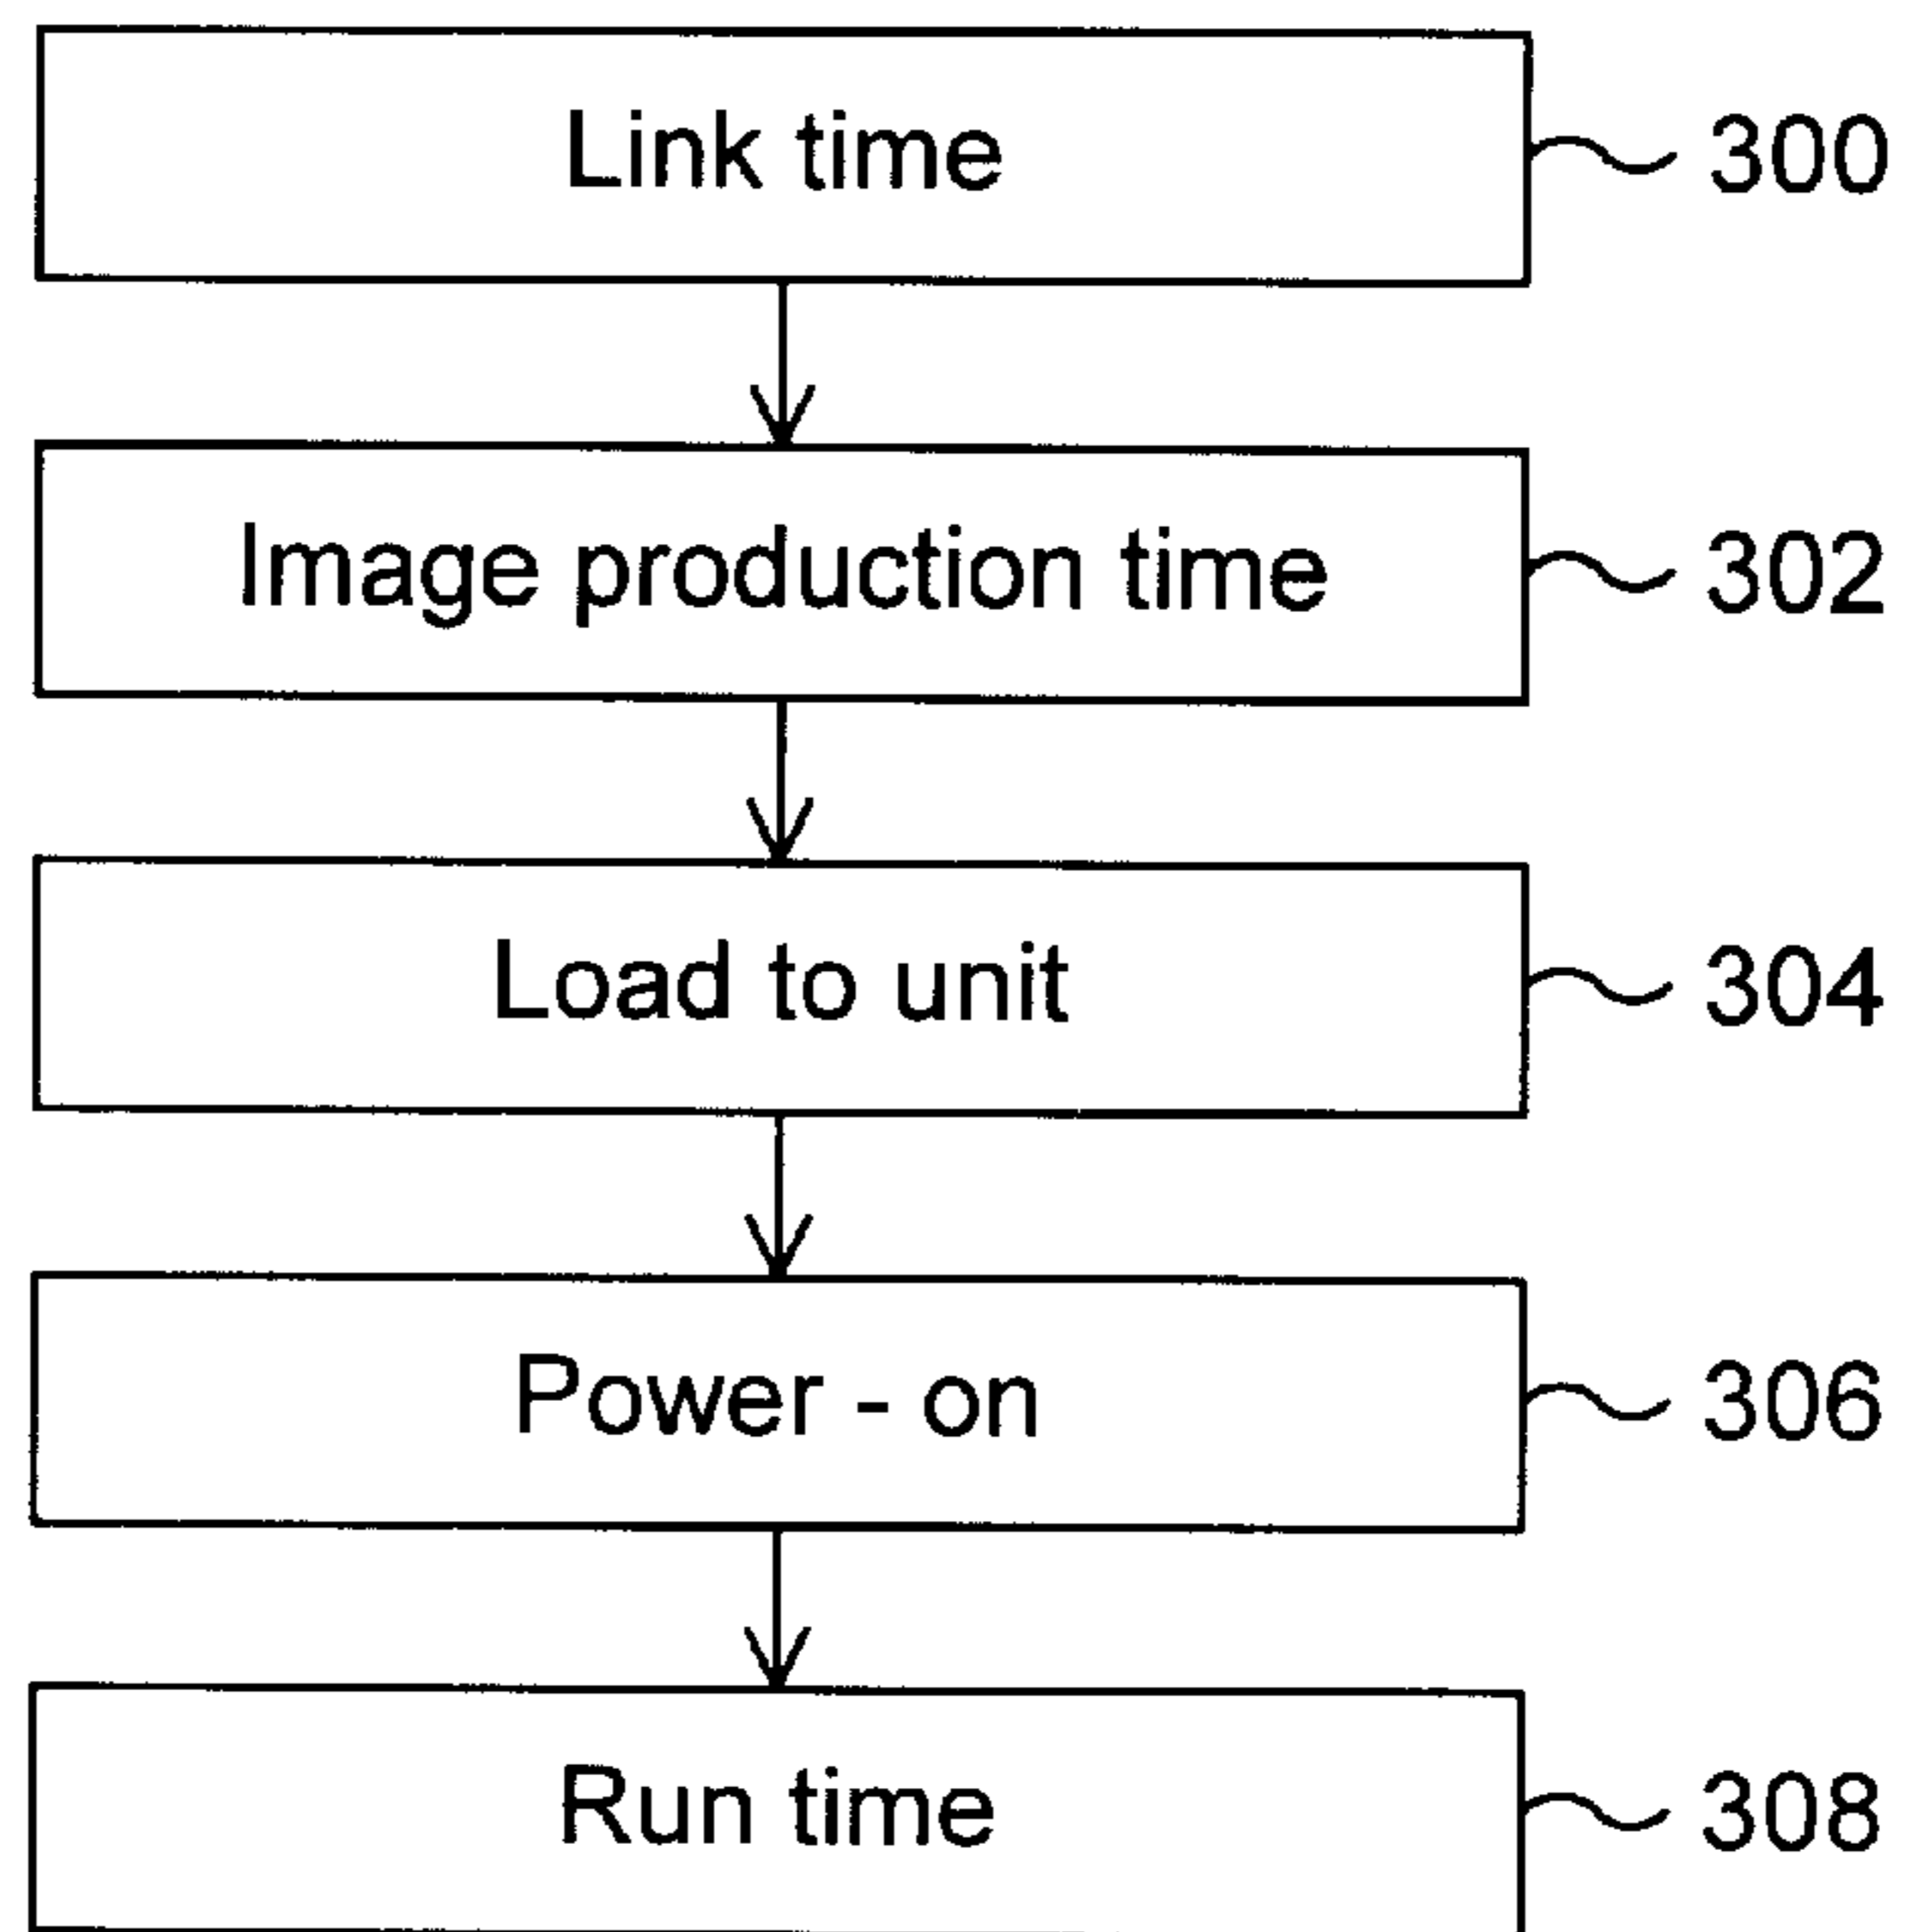 Link time 300
Image production time 302
Load to unit 304
Power - on 306
Run time 308